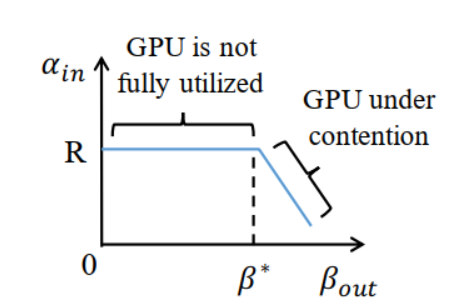 GPU is not
fully utilized
α_in
GPU under
contention
R
0
β*
β_out